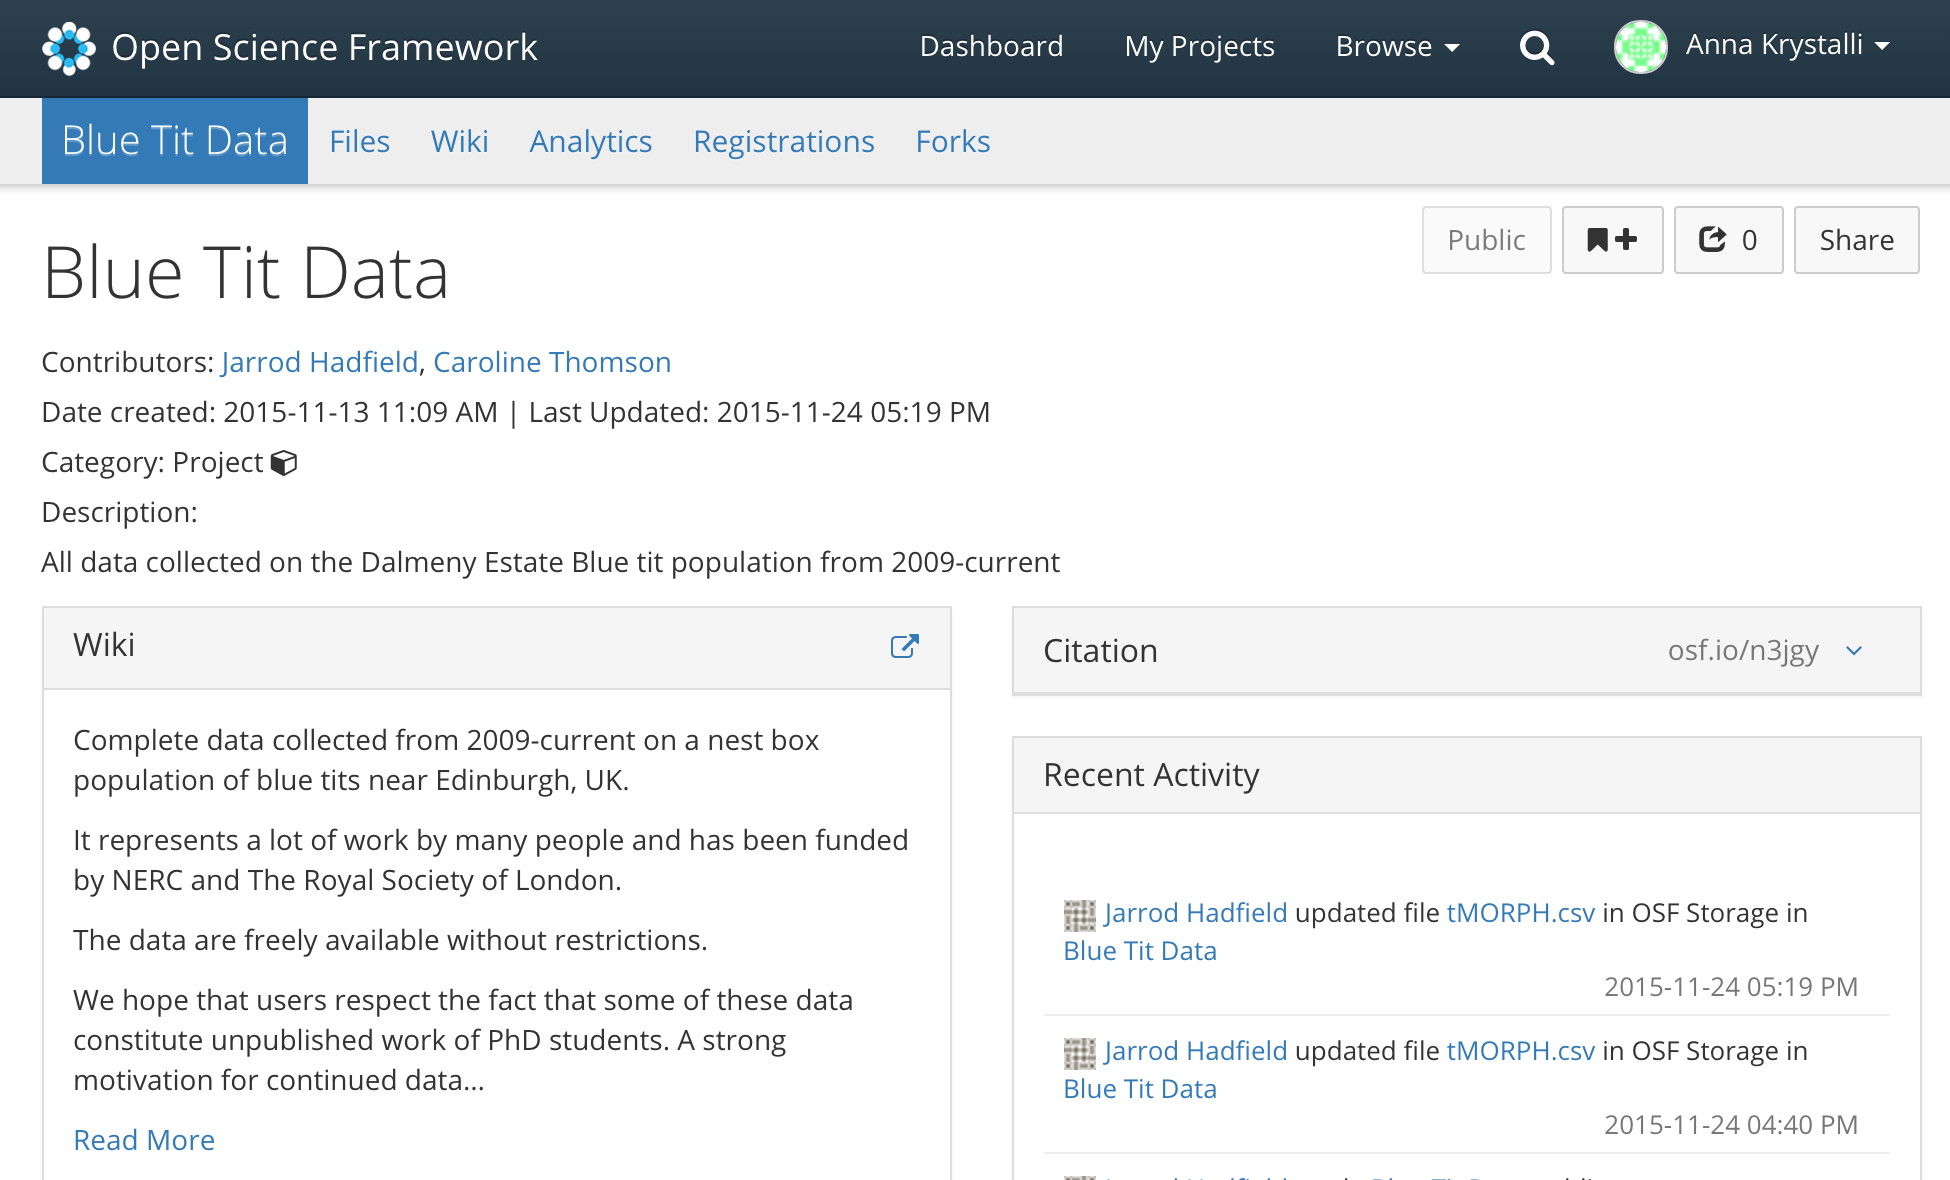 Open Science Framework
Dashboard My Projects Browse Anna Krystalli
Blue Tit Data Files Wiki Analytics Registrations Forks
Public 0 Share
Blue Tit Data
Contributors: Jarrod Hadfield, Caroline Thomson
Date created: 2015-11-13 11:09 AM | Last Updated: 2015-11-24 05:19 PM
Category: Project
Description:
All data collected on the Dalmeny Estate Blue tit population from 2009-current
Wiki
Complete data collected from 2009-current on a nest box
population of blue tits near Edinburgh, UK.
It represents a lot of work by many people and has been funded
by NERC and The Royal Society of London.
The data are freely available without restrictions.
We hope that users respect the fact that some of these data
constitute unpublished work of PhD students. A strong
motivation for continued data...
Read More
Citation osf.io/n3jgy
Recent Activity
Jarrod Hadfield updated file tMORPH.csv in OSF Storage in
Blue Tit Data
2015-11-24 05:19 PM
Jarrod Hadfield updated file tMORPH.csv in OSF Storage in
Blue Tit Data
2015-11-24 04:40 PM